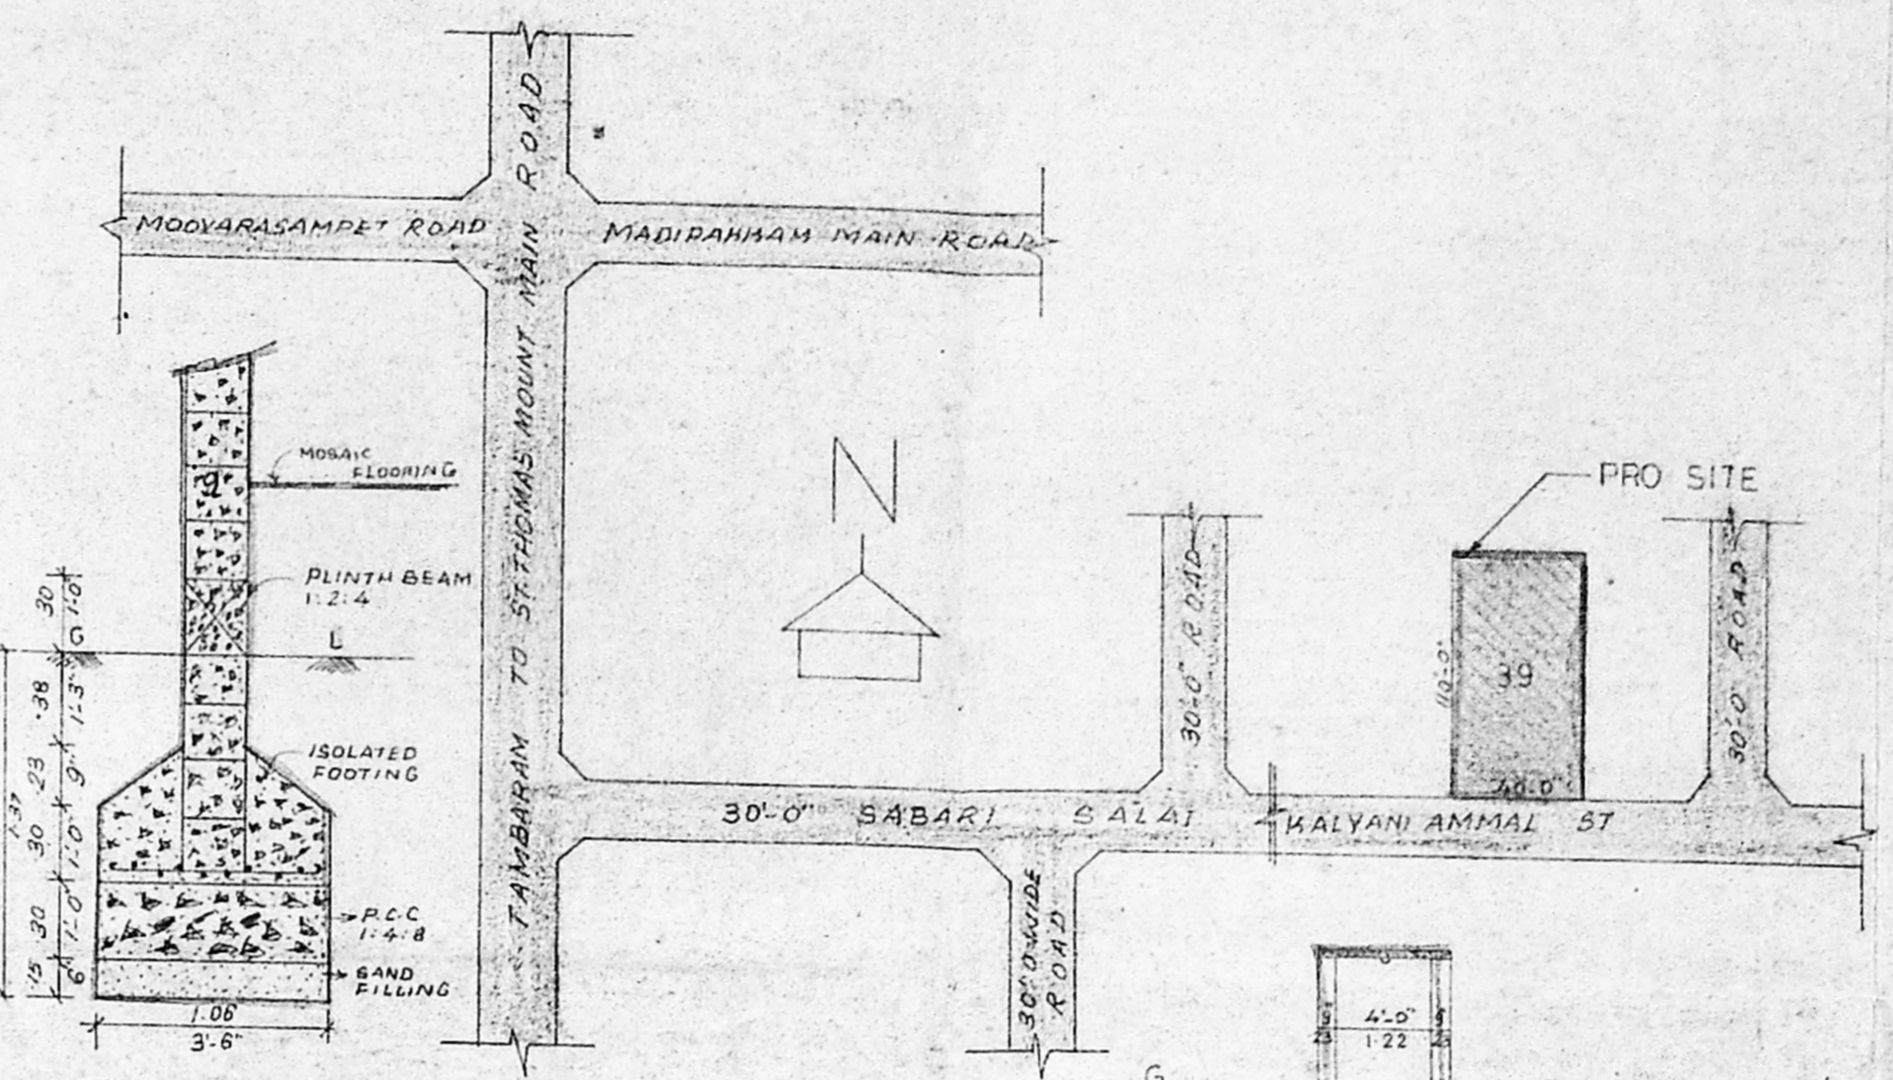 TAMBARAM TO ST.THOMAS MOUNT MAIN ROAD
MOOVARASAMPET ROAD
MADIPAKKAM MAIN ROAD
N
MOSAIC
FLOORING
9"
PLINTH BEAM
1:2:4
G
L
30
1'-0"
.38
1'-3"
23
9"
30
1'-0"
30
1'-0"
15
6"
1.37
ISOLATED
FOOTING
P.C.C
1:4:8
SAND
FILLING
1.06
3'-6"
PRO SITE
30'-0" ROAD
110'-0"
39
40'-0"
30'-0 ROAD
30'-0" SABARI SALAI
KALYANI AMMAL ST
30'-0 WIDE
ROAD
4'-0"
1.22
9
23
9
23
G